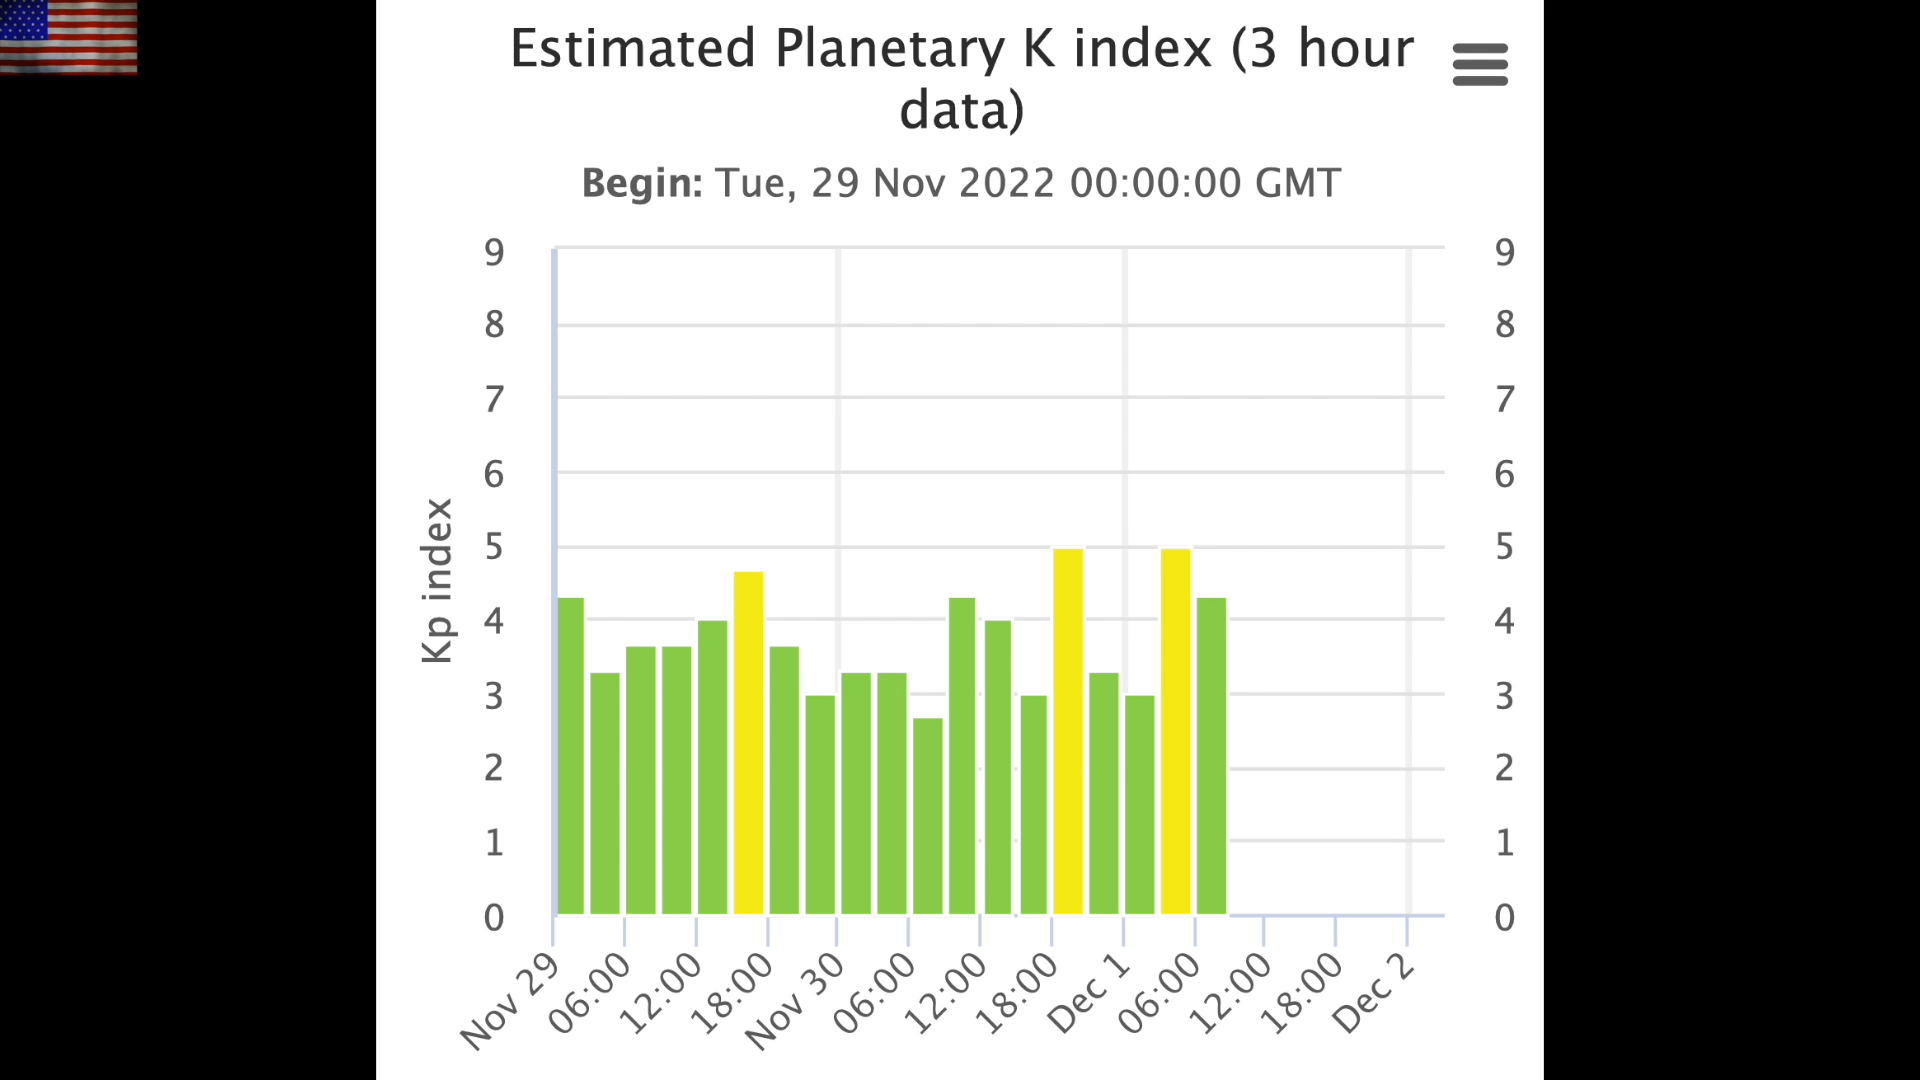 Estimated Planetary K index (3 hour
data)
Begin: Tue, 29 Nov 2022 00:00:00 GMT
9 9
8 8
7 7
6 6
5 5
4 4
3 3
2 2
1 1
0 0
Kp index
Nov 29 06:00 12:00 18:00 Nov 30 06:00 12:00 18:00 Dec 1 06:00 12:00 18:00 Dec 2